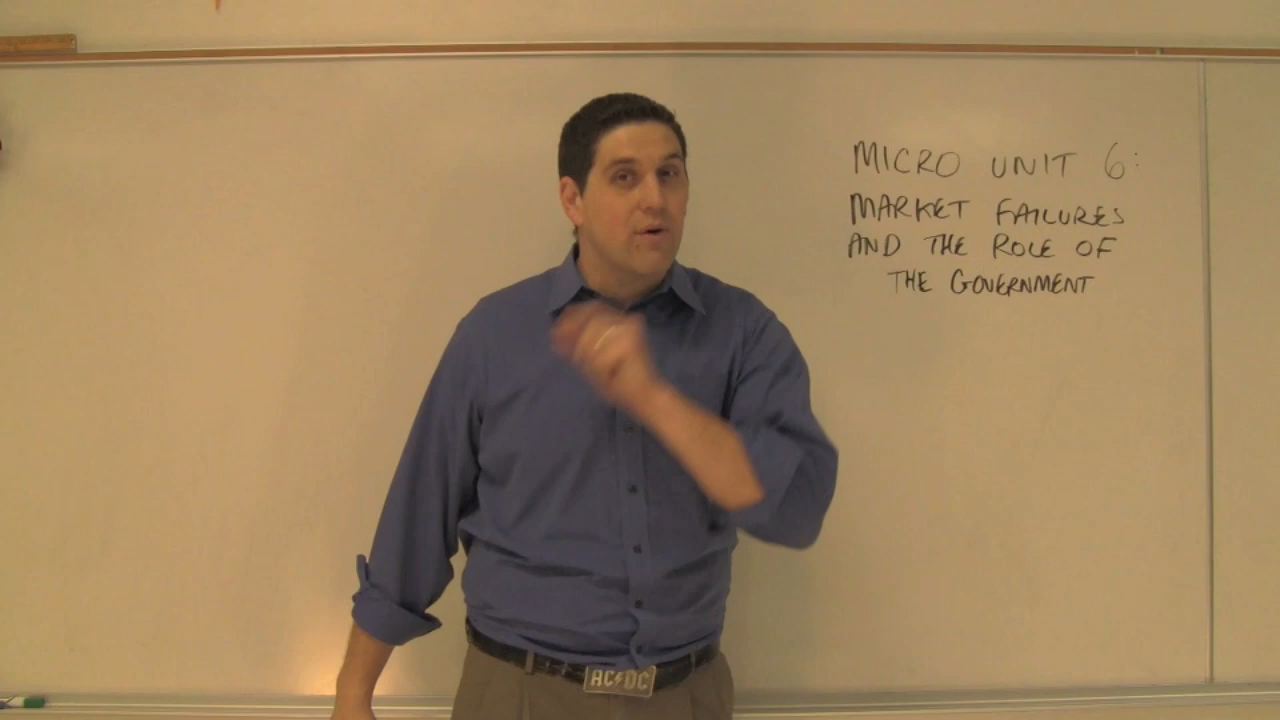 MICRO UNIT 6:
MARKET FAILURES
AND THE ROLE OF
THE GOVERNMENT
AC⚡DC